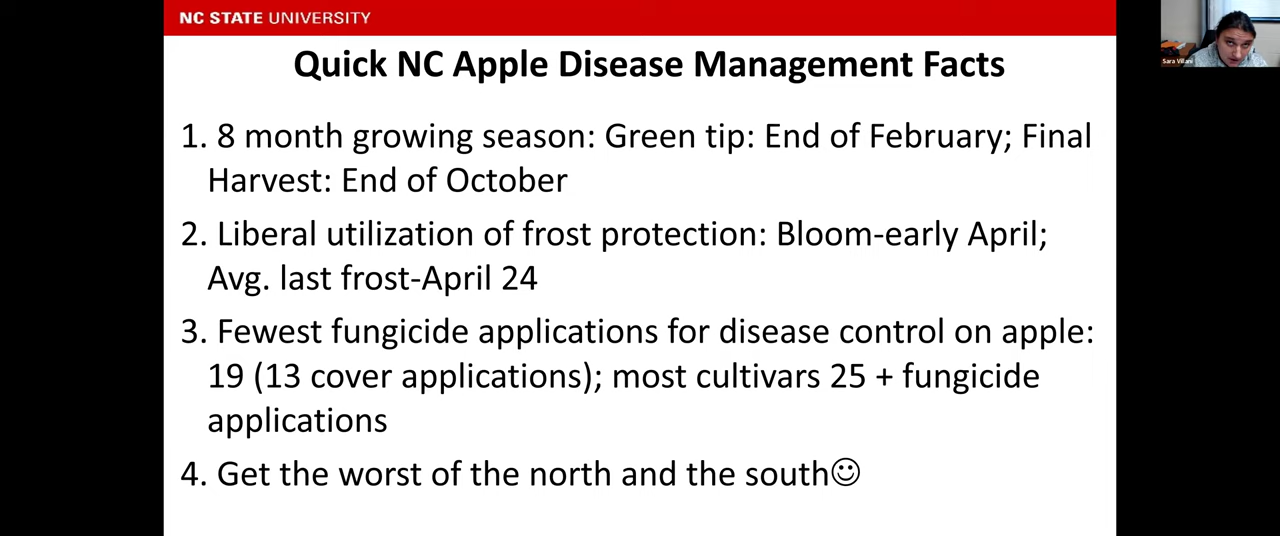 NC STATE UNIVERSITY
Quick NC Apple Disease Management Facts
1. 8 month growing season: Green tip: End of February; Final
Harvest: End of October
2. Liberal utilization of frost protection: Bloom-early April;
Avg. last frost-April 24
3. Fewest fungicide applications for disease control on apple:
19 (13 cover applications); most cultivars 25 + fungicide
applications
4. Get the worst of the north and the south☺
Sara Villani